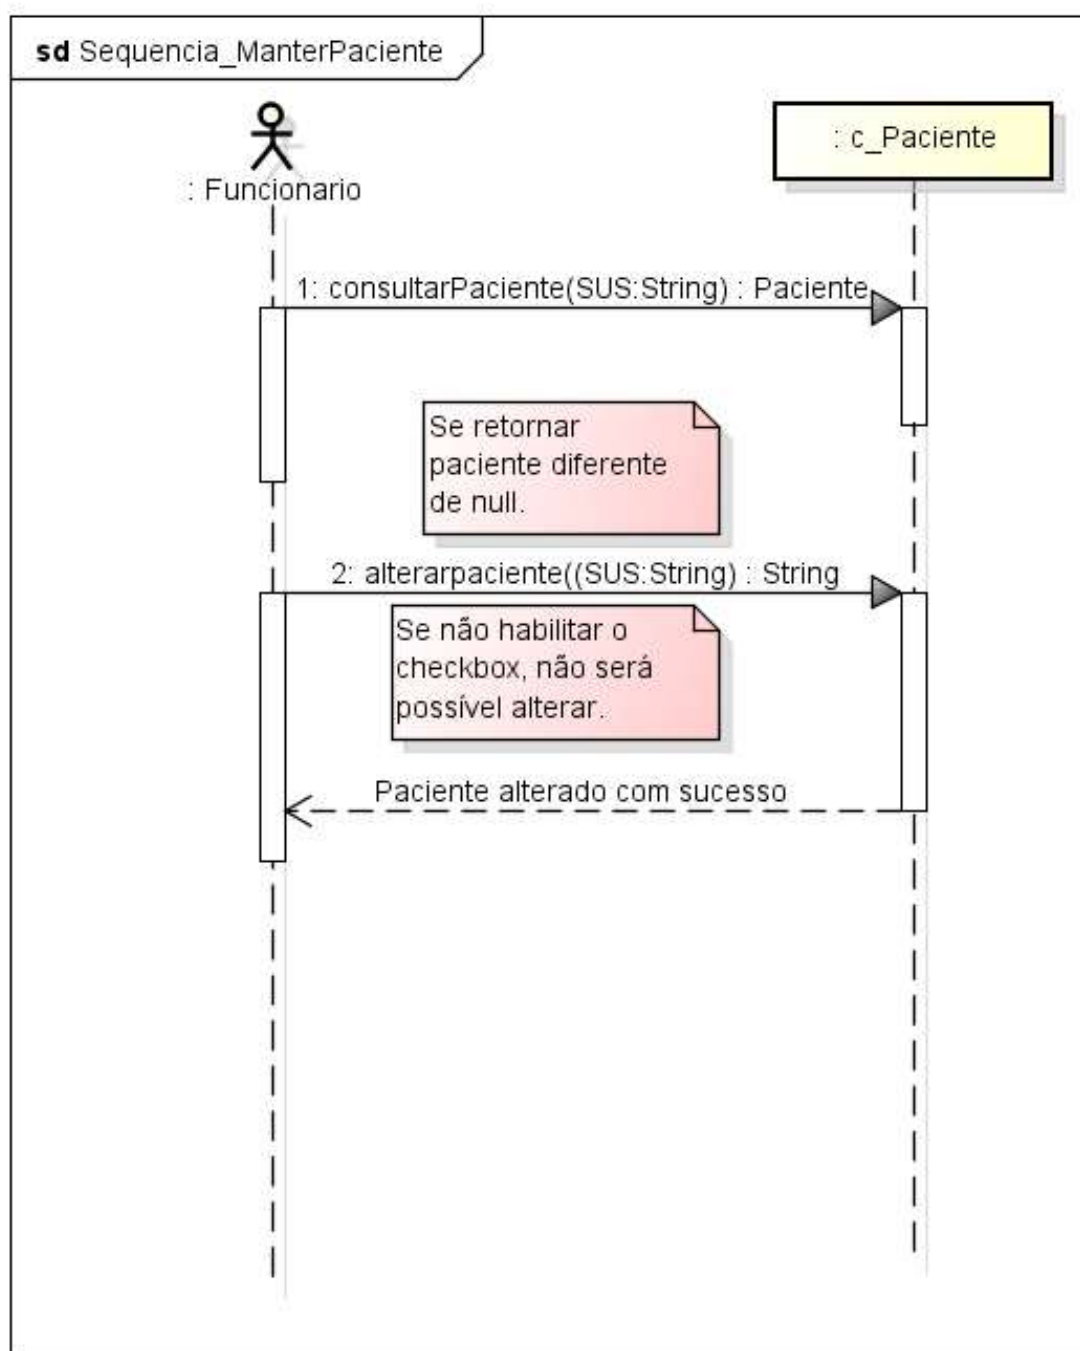 sd Sequencia_ManterPaciente
: Funcionario
: c_Paciente
1: consultarPaciente(SUS:String) : Paciente
Se retornar
paciente diferente
de null.
2: alterarpaciente((SUS:String) : String
Se não habilitar o
checkbox, não será
possível alterar.
Paciente alterado com sucesso